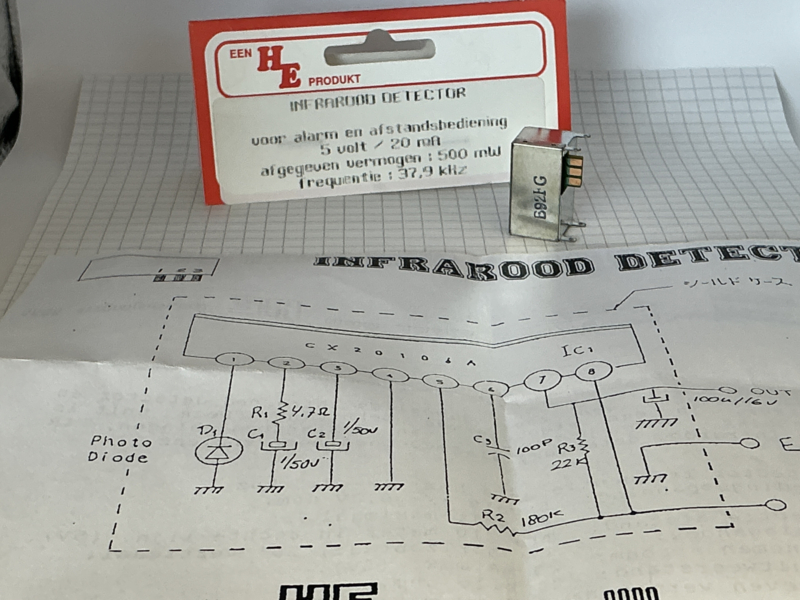 EEN HE PRODUKT
INFRAROOD DETECTOR
voor alarm en afstandsbediening
5 volt / 20 mA
afgegeven vermogen : 500 mW
frequentie : 37,9 kHz
1 2 3
INFRAROOD DETECT
シールドケース
CX20106A
IC1
1 2 3 4 5 6 7 8
R1 4.7Ω
D1
C1
C2
1/50V
1/50V
Photo
Diode
C3
100P
R3
22K
100u/16V
OUT
E
R2
180K